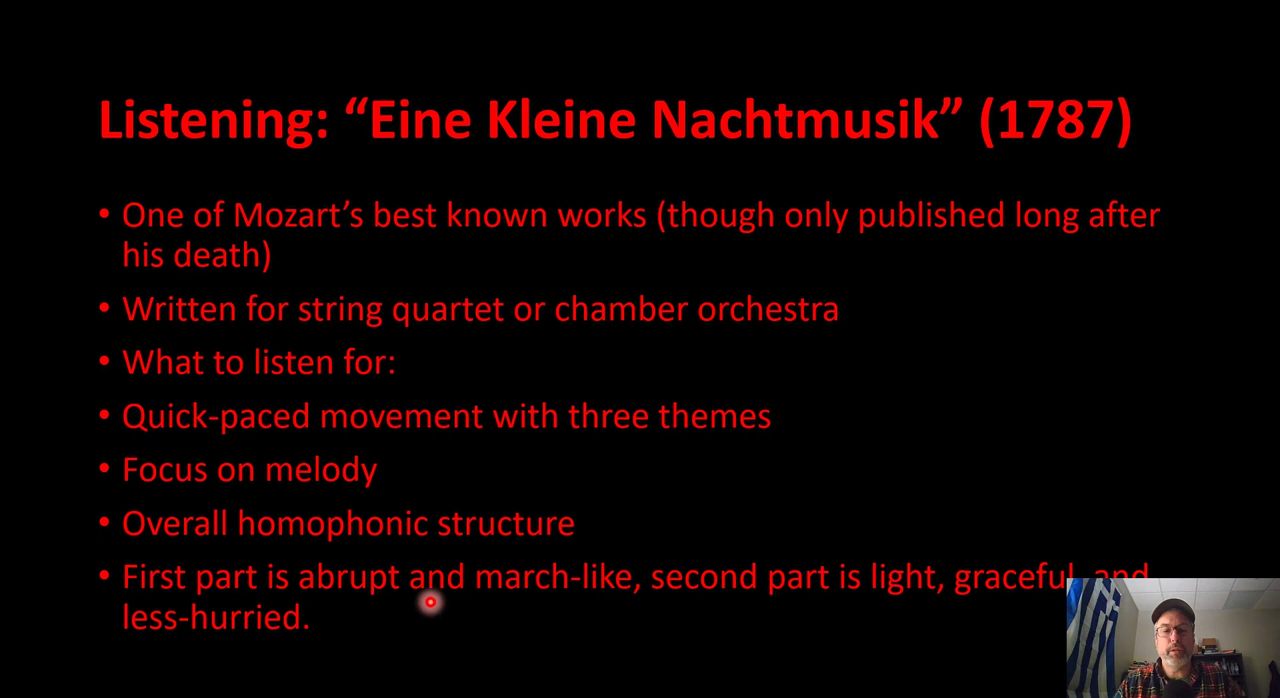 Listening: “Eine Kleine Nachtmusik” (1787)
• One of Mozart’s best known works (though only published long after
his death)
• Written for string quartet or chamber orchestra
• What to listen for:
• Quick-paced movement with three themes
• Focus on melody
• Overall homophonic structure
• First part is abrupt and march-like, second part is light, graceful, and
less-hurried.